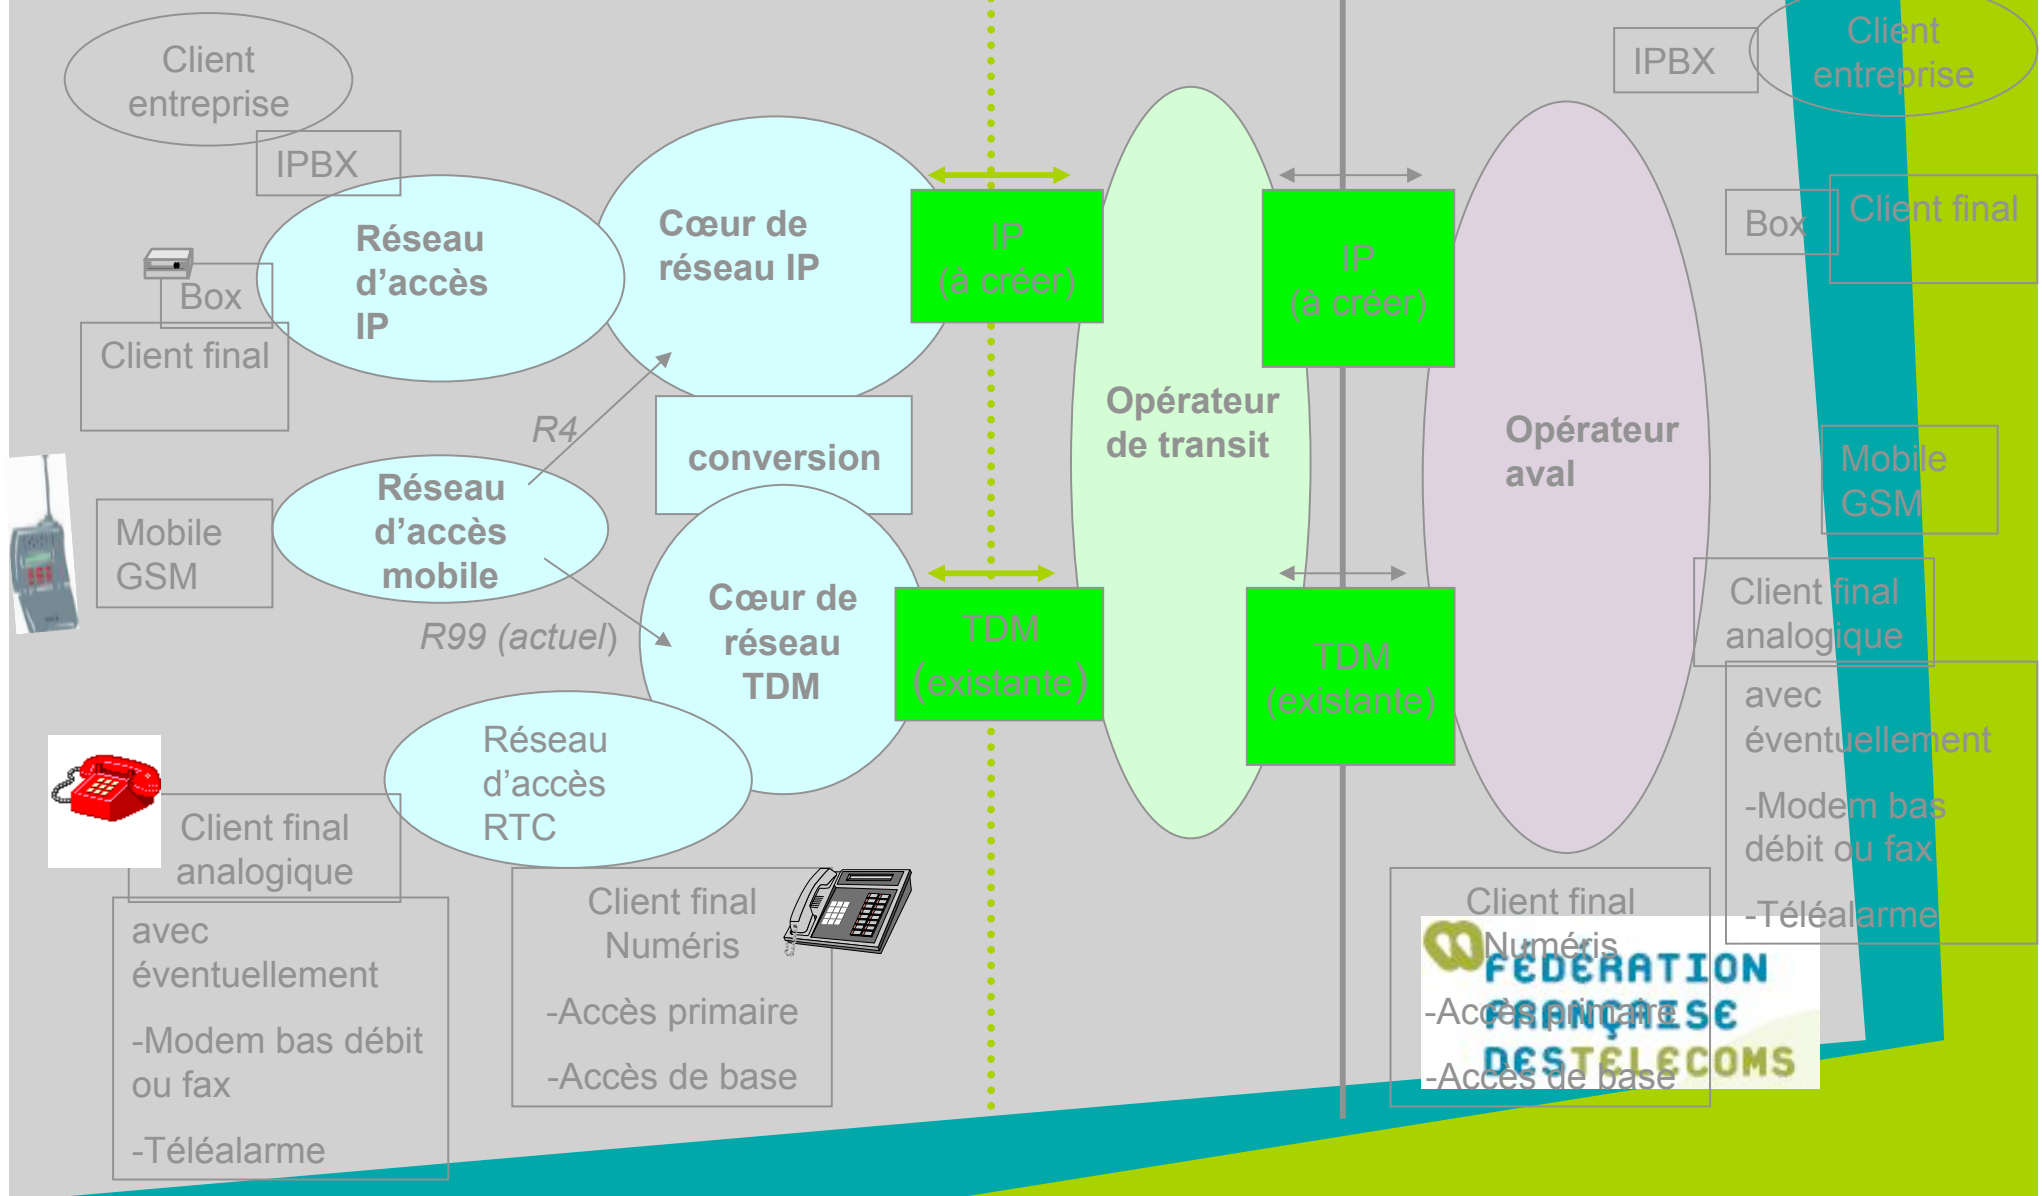 Client
entreprise
IPBX
Réseau
d’accès
IP
Box
Client final
Cœur de
réseau IP
R4
conversion
Réseau
d’accès
mobile
Mobile
GSM
R99 (actuel)
Cœur de
réseau
TDM
Réseau
d’accès
RTC
Client final
analogique
avec
éventuellement
-Modem bas débit
ou fax
-Téléalarme
Client final
Numéris
-Accès primaire
-Accès de base
IP
(à créer)
TDM
(existante)
Opérateur
de transit
IP
(à créer)
TDM
(existante)
Opérateur
aval
IPBX
Client
entreprise
Box
Client final
Mobile
GSM
Client final
analogique
avec
éventuellement
-Modem bas
débit ou fax
-Téléalarme
Client final
Numéris
-Accès primaire
-Accès de base
FEDERATION
FRANÇAISE
DESTELECOMS